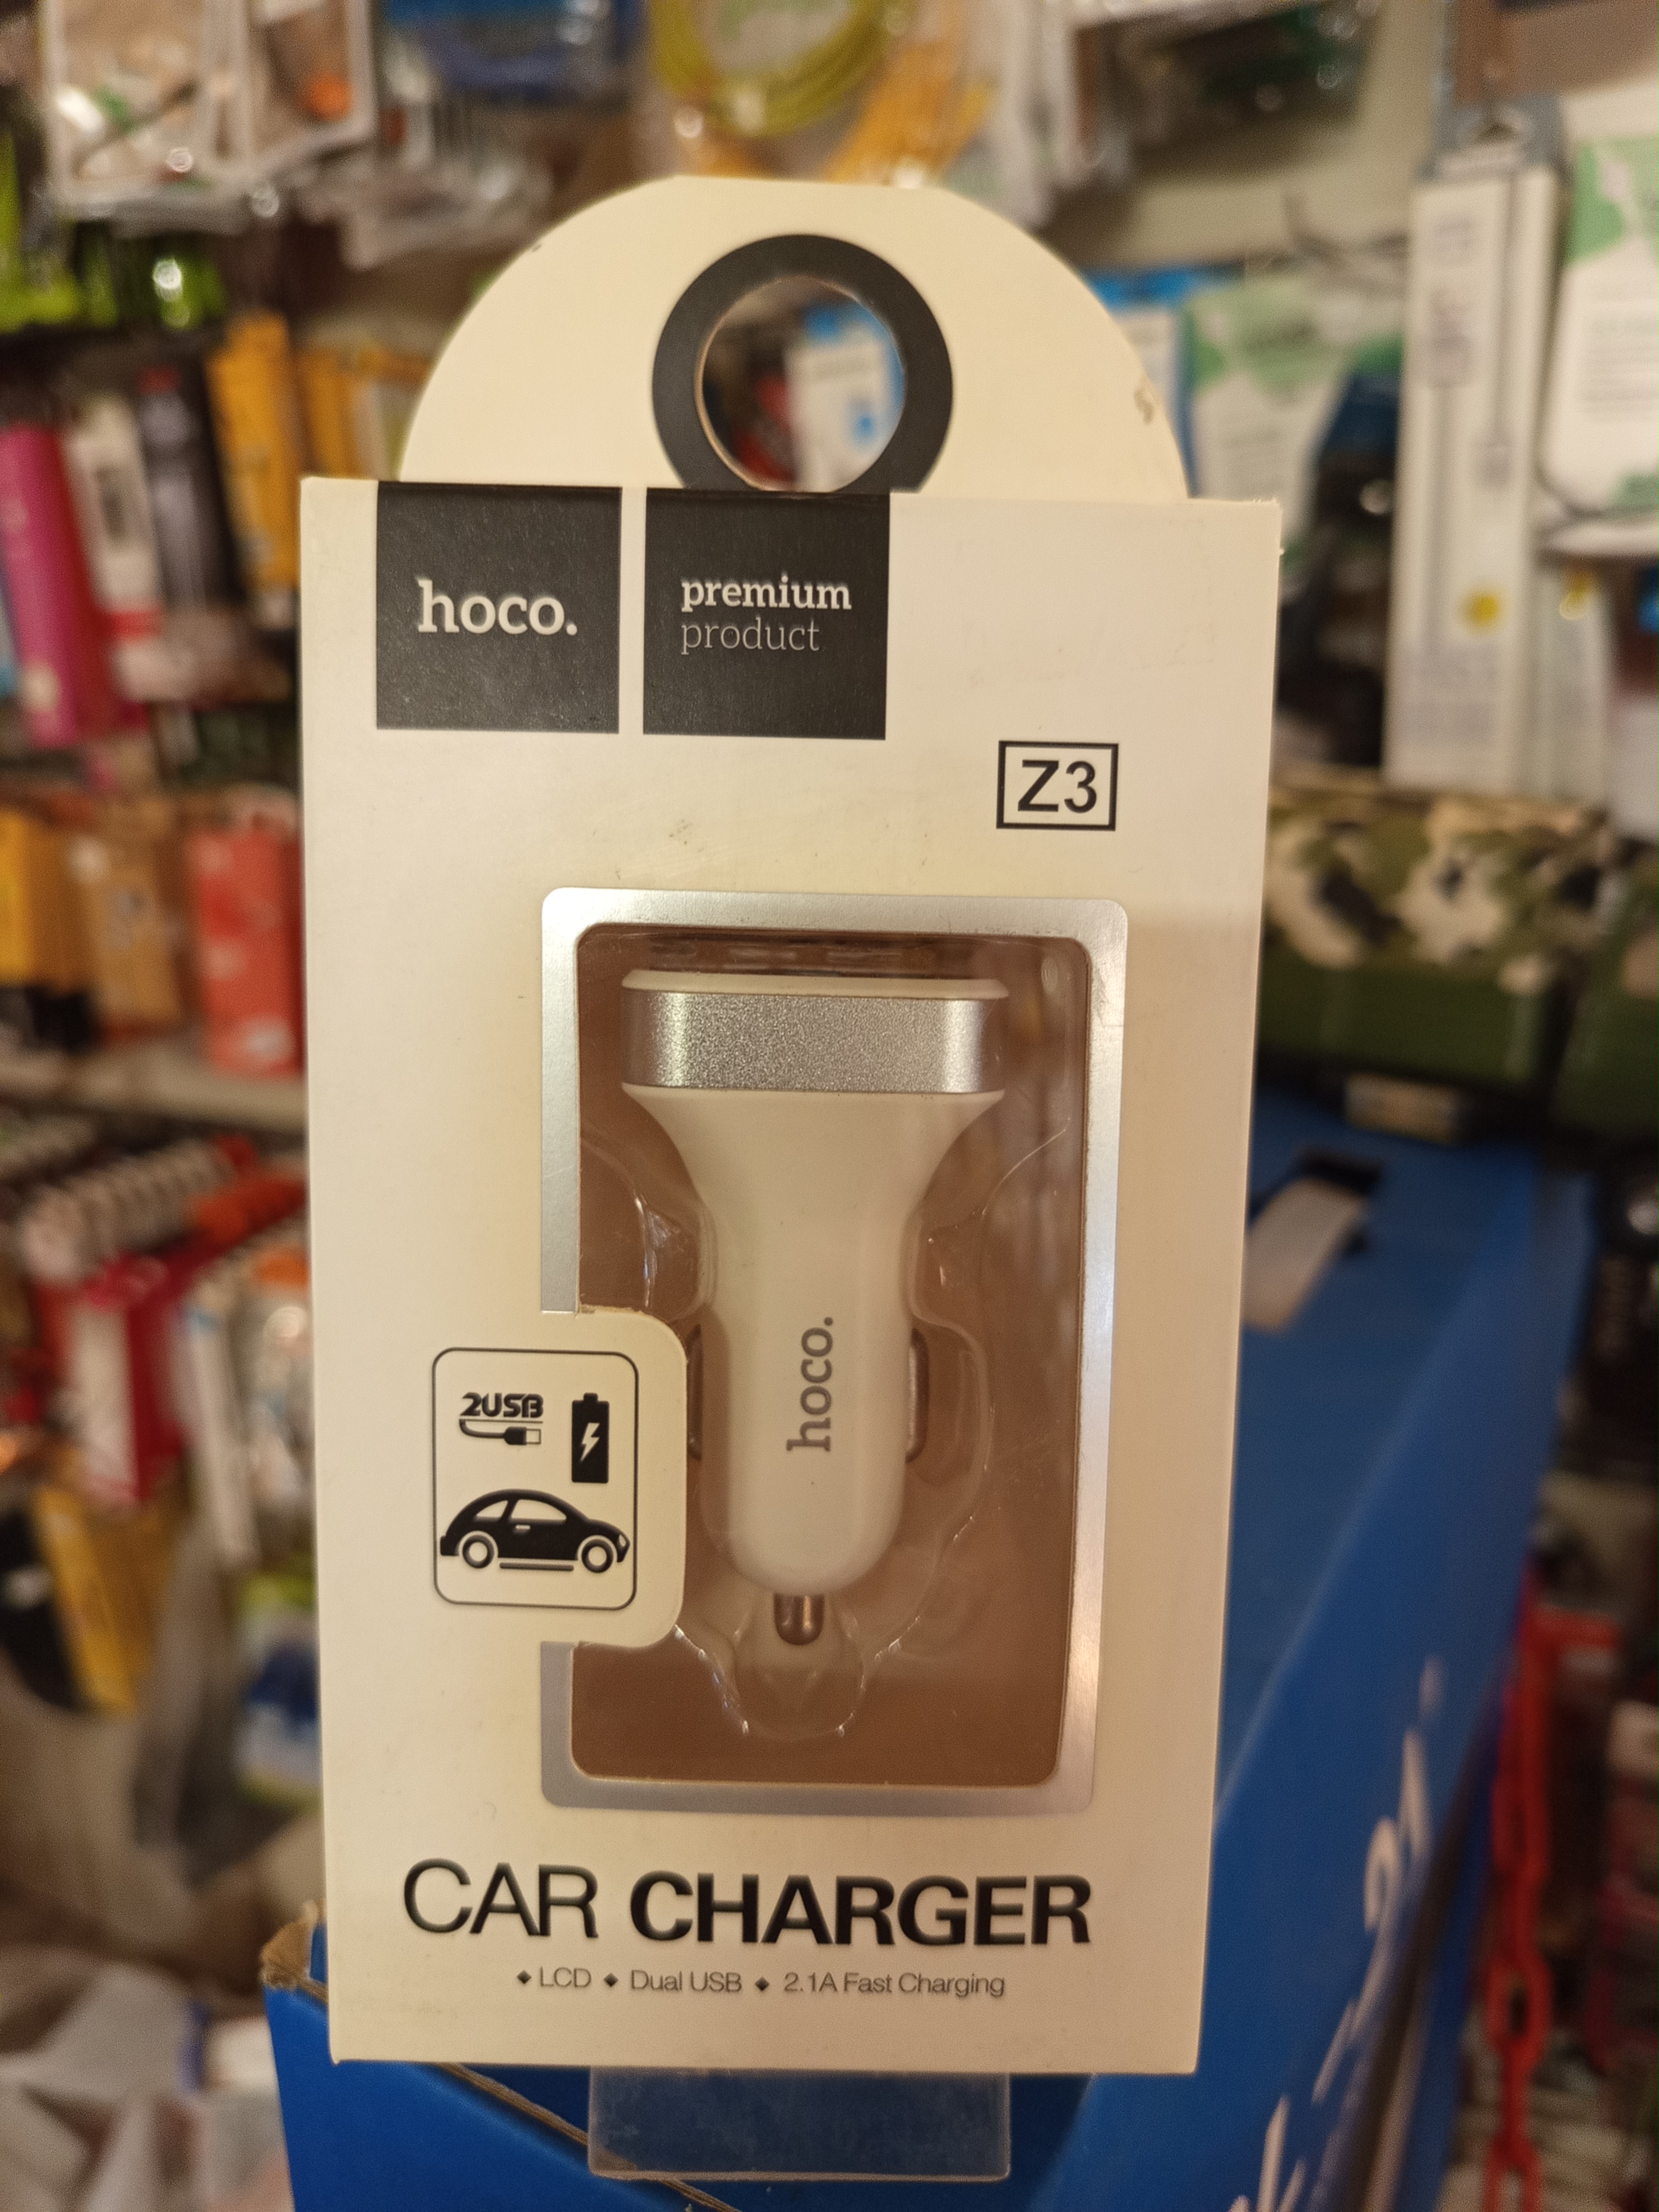 hoco.
premium
product
Z3
hoco.
2USB
CAR CHARGER
◆ LCD ◆ Dual USB ◆ 2.1A Fast Charging